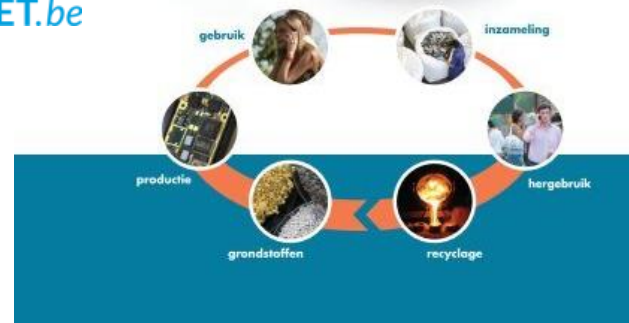 ET.be
gebruik
inzameling
productie
hergebruik
grondstoffen
recyclage